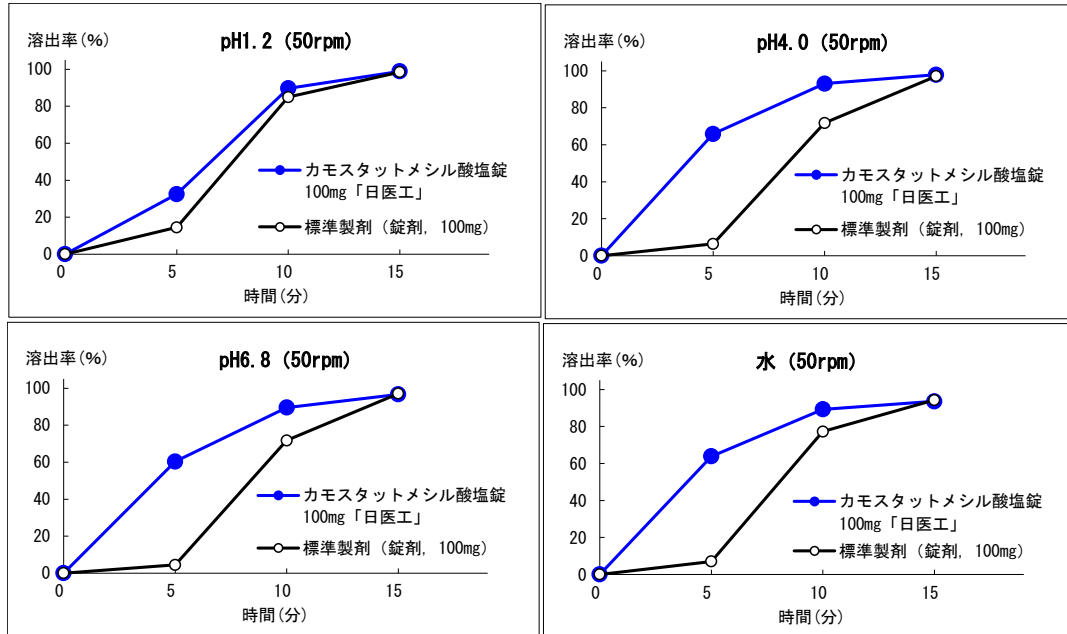 溶出率(%)
pH1.2 (50rpm)
100
80
60
40
20
0
カモスタットメシル酸塩錠
100mg「日医工」
標準製剤(錠剤, 100mg)
0 5 10 15
時間(分)
溶出率(%)
pH4.0 (50rpm)
100
80
60
40
20
0
カモスタットメシル酸塩錠
100mg「日医工」
標準製剤(錠剤, 100mg)
0 5 10 15
時間(分)
溶出率(%)
pH6.8 (50rpm)
100
80
60
40
20
0
カモスタットメシル酸塩錠
100mg「日医工」
標準製剤(錠剤, 100mg)
0 5 10 15
時間(分)
溶出率(%)
水 (50rpm)
100
80
60
40
20
0
カモスタットメシル酸塩錠
100mg「日医工」
標準製剤(錠剤, 100mg)
0 5 10 15
時間(分)